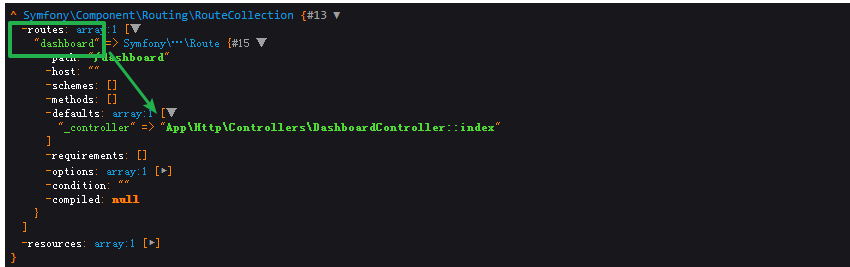 ^ Symfony\Component\Routing\RouteCollection {#13 ▼
-routes: array:1 [▼
"dashboard" => Symfony\…\Route {#15 ▼
-path: "/dashboard"
-host: ""
-schemes: []
-methods: []
-defaults: array:1 [▼
"_controller" => "App\Http\Controllers\DashboardController::index"
]
-requirements: []
-options: array:1 [▶]
-condition: ""
-compiled: null
}
]
-resources: array:1 [▶]
}